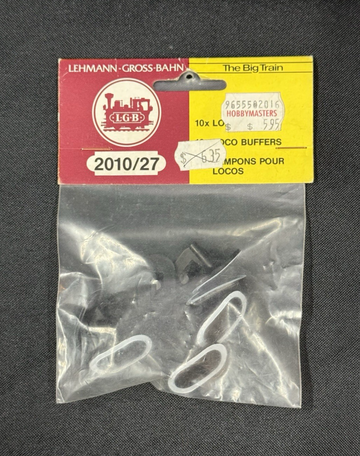 LEHMANN-GROSS-BAHN
The Big Train
L.G.B
2010/27
10x LO
9655502016
HOBBYMASTERS
$ $ 5.95
OCO BUFFERS
$ 6.35
MPONS POUR
LOCOS